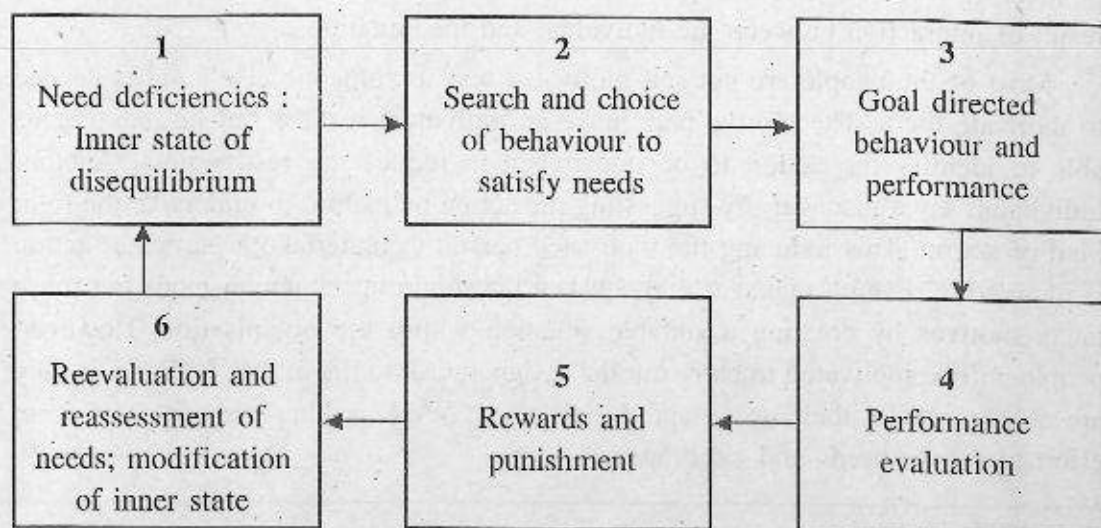 1
Need deficiencies :
Inner state of
disequilibrium
2
Search and choice
of behaviour to
satisfy needs
3
Goal directed
behaviour and
performance
4
Performance
evaluation
5
Rewards and
punishment
6
Reevaluation and
reassessment of
needs; modification
of inner state